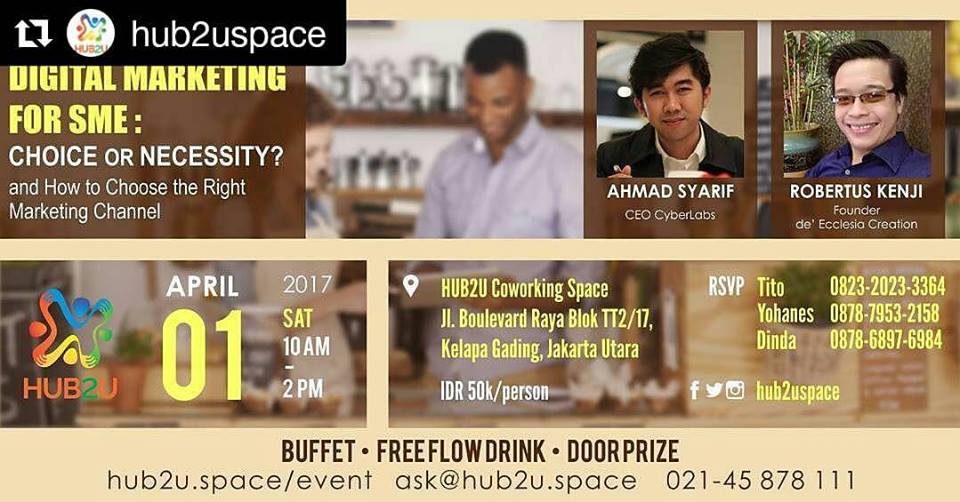 hub2uspace
DIGITAL MARKETING
FOR SME :
CHOICE OR NECESSITY?
and How to Choose the Right
Marketing Channel
AHMAD SYARIF
CEO CyberLabs
ROBERTUS KENJI
Founder
de' Ecclesia Creation
HUB2U
APRIL
01
2017
SAT
10 AM
-
2 PM
HUB2U Coworking Space
Jl. Boulevard Raya Blok TT2/17,
Kelapa Gading, Jakarta Utara
IDR 50k/person
RSVP Tito 0823-2023-3364
Yohanes 0878-7953-2158
Dinda 0878-6897-6984
hub2uspace
BUFFET • FREE FLOW DRINK • DOOR PRIZE
hub2u.space/event ask@hub2u.space 021-45 878 111